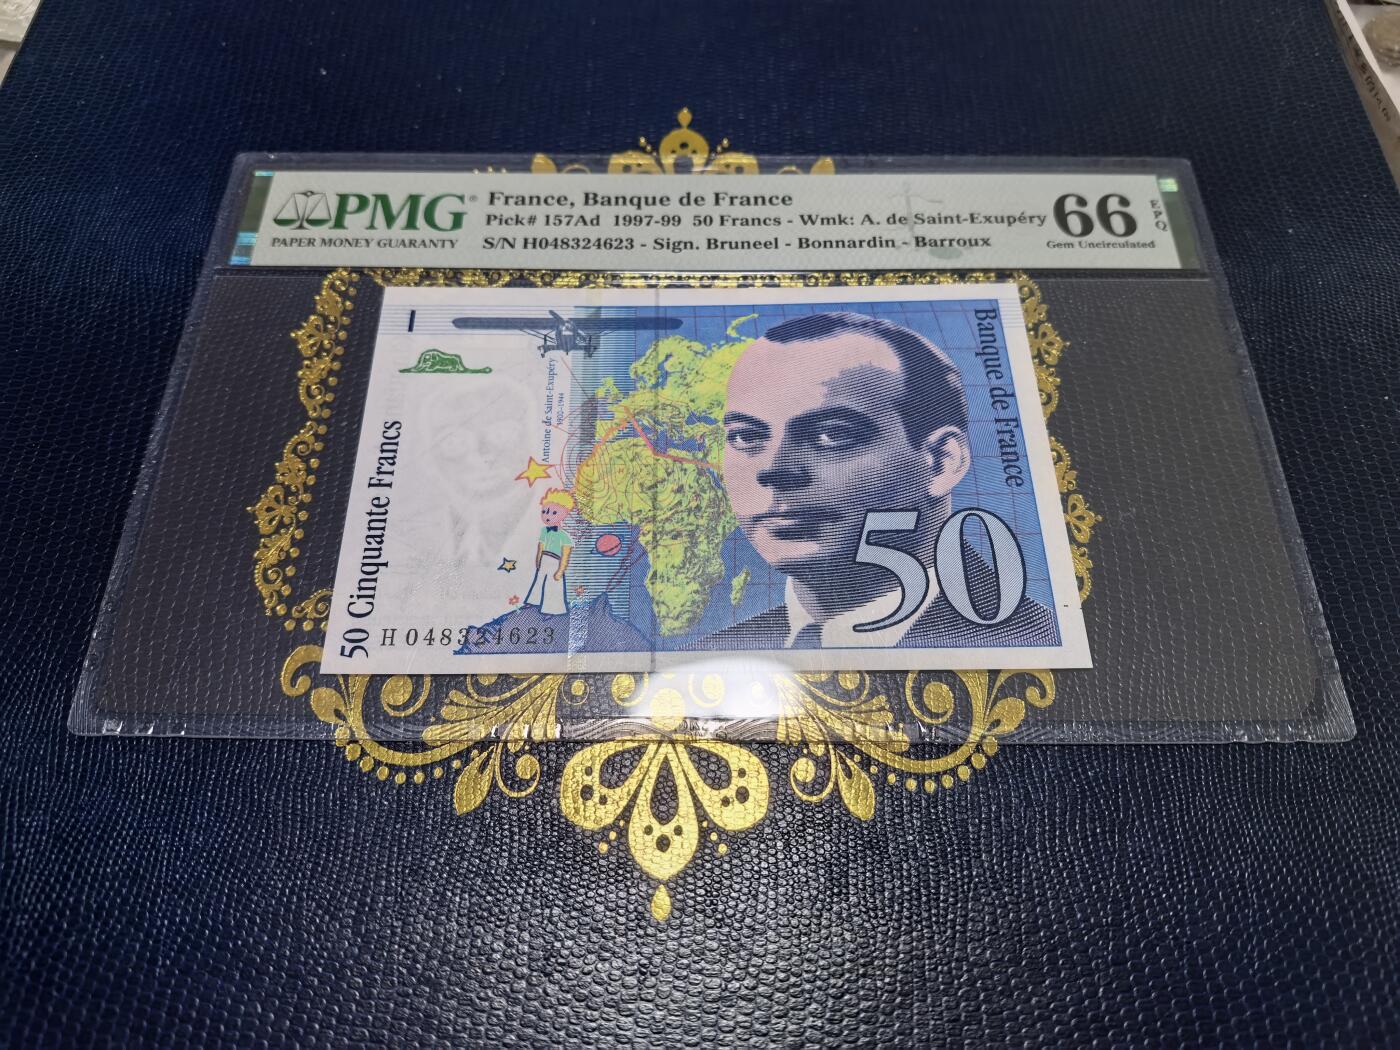 PMG®
PAPER MONEY GUARANTY
France, Banque de France
Pick# 157Ad 1997-99 50 Francs - Wmk: A. de Saint-Exupéry
S/N H048324623 - Sign. Bruneel - Bonnardin - Barroux
66
EPQ
Gem Uncirculated
50 Cinquante Francs
Antoine de Saint-Exupéry
1900-1944
Banque de France
H 048324623
50